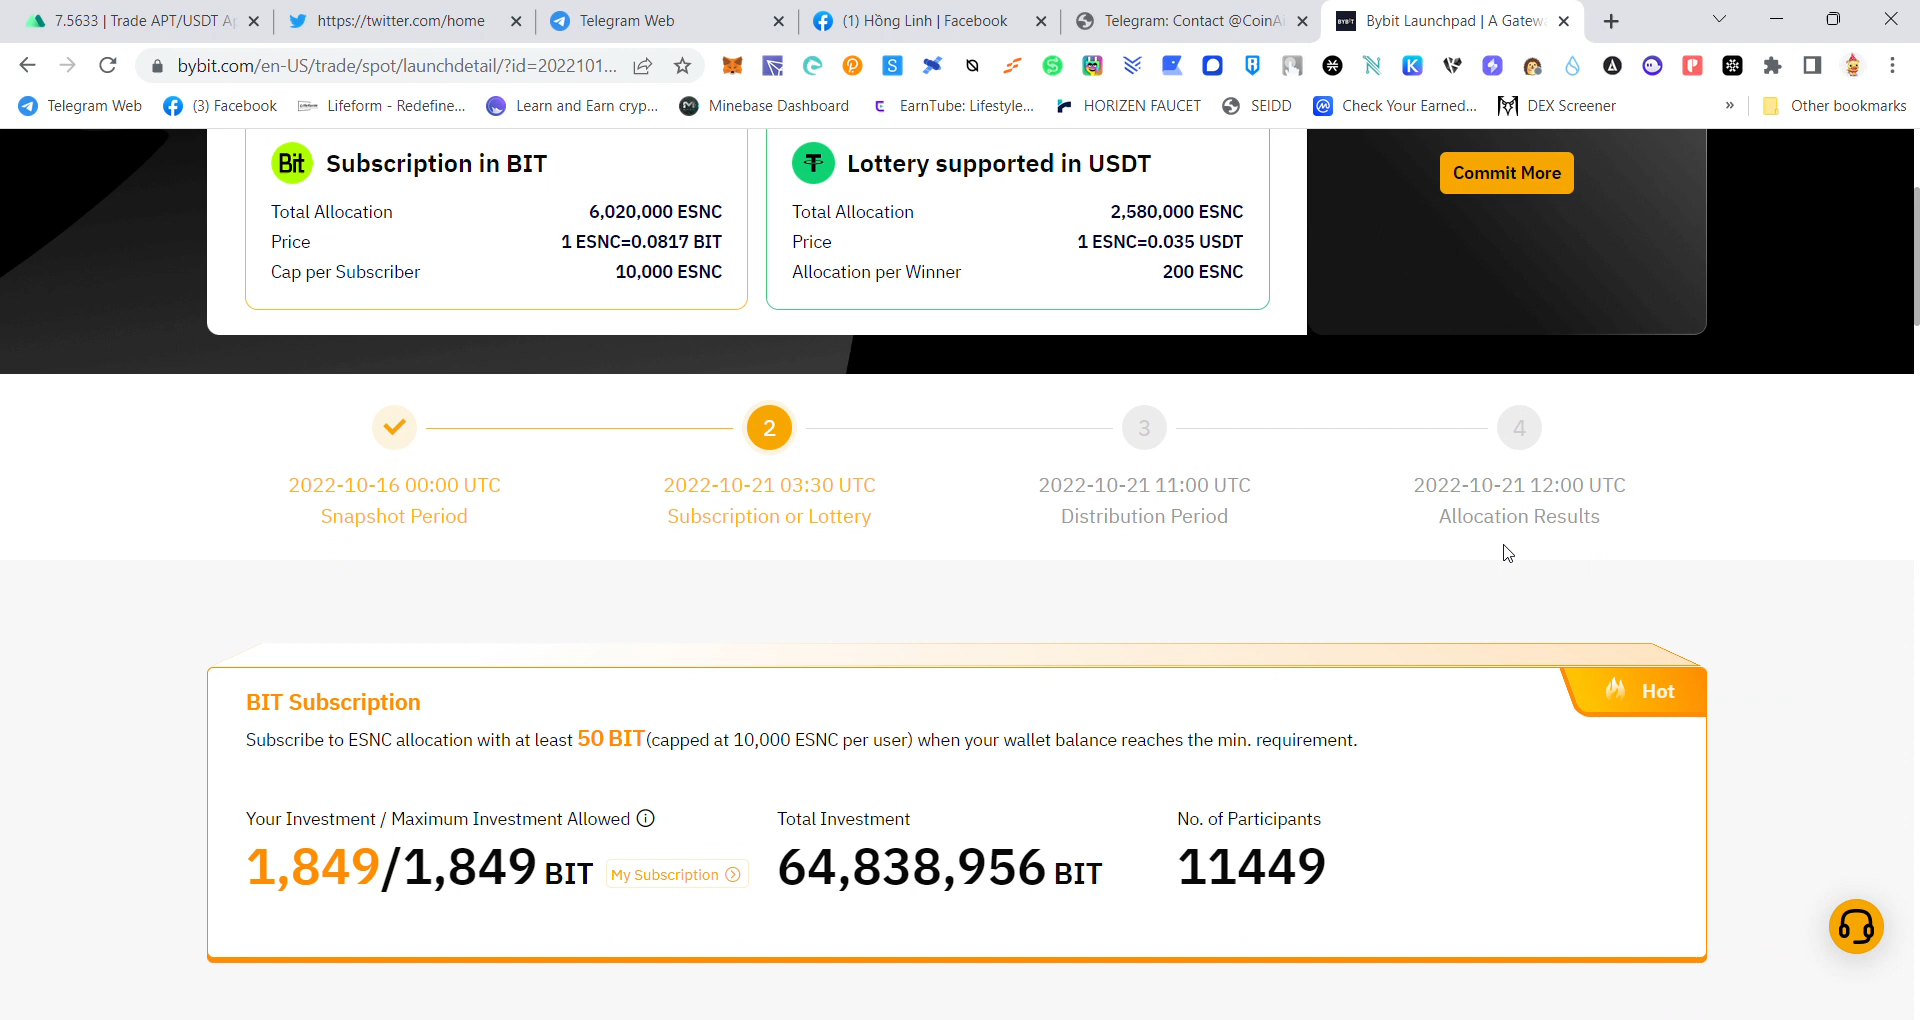 7.5633 | Trade APT/USDT A
https://twitter.com/home
Telegram Web
(1) Hồng Linh | Facebook
Telegram: Contact @CoinA
BYBIT
Bybit Launchpad | A Gatew
bybit.com/en-US/trade/spot/launchdetail/?id=2022101...
Telegram Web
(3) Facebook
Lifeform - Redefine...
Learn and Earn cryp...
Minebase Dashboard
EarnTube: Lifestyle...
HORIZEN FAUCET
SEIDD
Check Your Earned...
DEX Screener
»
Other bookmarks
Bit Subscription in BIT
Total Allocation 6,020,000 ESNC
Price 1 ESNC=0.0817 BIT
Cap per Subscriber 10,000 ESNC
Lottery supported in USDT
Total Allocation 2,580,000 ESNC
Price 1 ESNC=0.035 USDT
Allocation per Winner 200 ESNC
Commit More
2 3 4
2022-10-16 00:00 UTC
Snapshot Period
2022-10-21 03:30 UTC
Subscription or Lottery
2022-10-21 11:00 UTC
Distribution Period
2022-10-21 12:00 UTC
Allocation Results
Hot
BIT Subscription
Subscribe to ESNC allocation with at least 50 BIT(capped at 10,000 ESNC per user) when your wallet balance reaches the min. requirement.
Your Investment / Maximum Investment Allowed
1,849/1,849 BIT
My Subscription
Total Investment
64,838,956 BIT
No. of Participants
11449